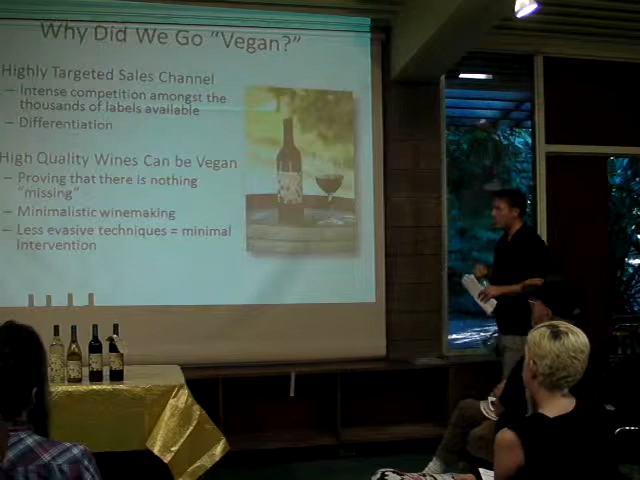 Why Did We Go "Vegan?"
Highly Targeted Sales Channel
– Intense competition amongst the
thousands of labels available
– Differentiation
High Quality Wines Can be Vegan
– Proving that there is nothing
"missing"
– Minimalistic winemaking
– Less evasive techniques = minimal
Intervention